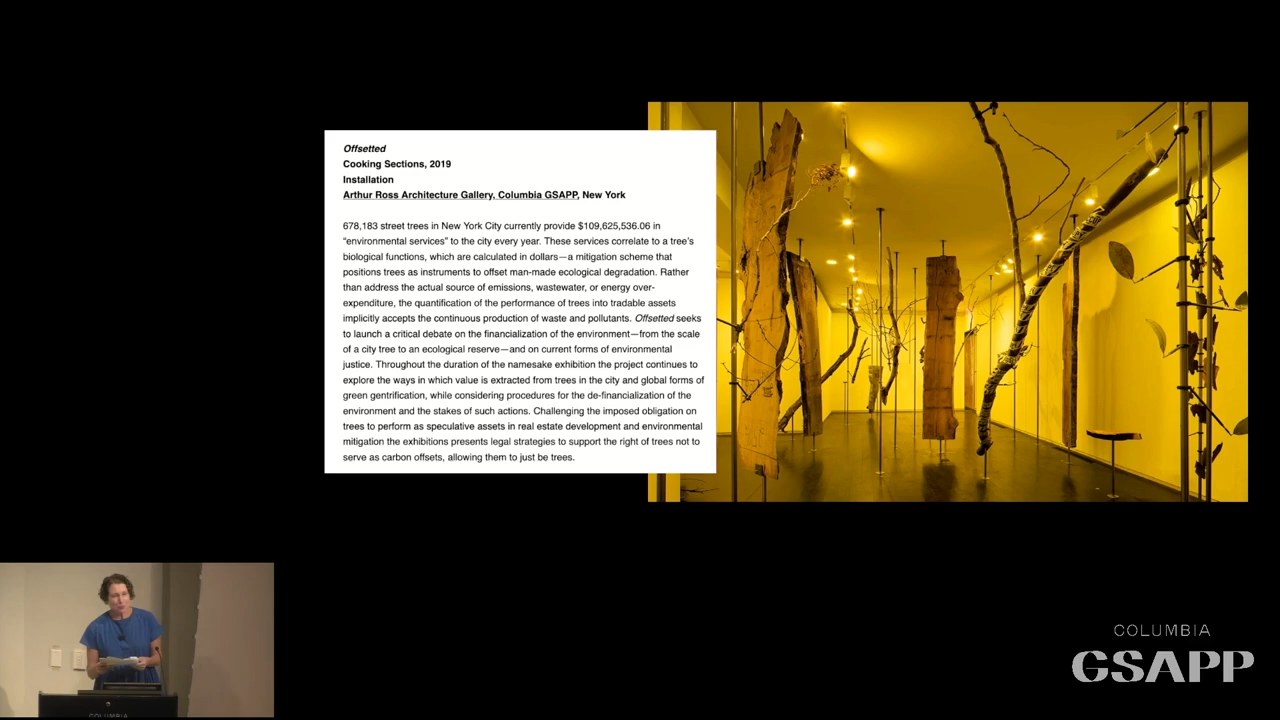 Offsetted
Cooking Sections, 2019
Installation
Arthur Ross Architecture Gallery, Columbia GSAPP, New York
678,183 street trees in New York City currently provide $109,625,536.06 in
“environmental services” to the city every year. These services correlate to a tree’s
biological functions, which are calculated in dollars—a mitigation scheme that
positions trees as instruments to offset man-made ecological degradation. Rather
than address the actual source of emissions, wastewater, or energy over-
expenditure, the quantification of the performance of trees into tradable assets
implicitly accepts the continuous production of waste and pollutants. Offsetted seeks
to launch a critical debate on the financialization of the environment—from the scale
of a city tree to an ecological reserve—and on current forms of environmental
justice. Throughout the duration of the namesake exhibition the project continues to
explore the ways in which value is extracted from trees in the city and global forms of
green gentrification, while considering procedures for the de-financialization of the
environment and the stakes of such actions. Challenging the imposed obligation on
trees to perform as speculative assets in real estate development and environmental
mitigation the exhibitions presents legal strategies to support the right of trees not to
serve as carbon offsets, allowing them to just be trees.
COLUMBIA
COLUMBIA
GSAPP